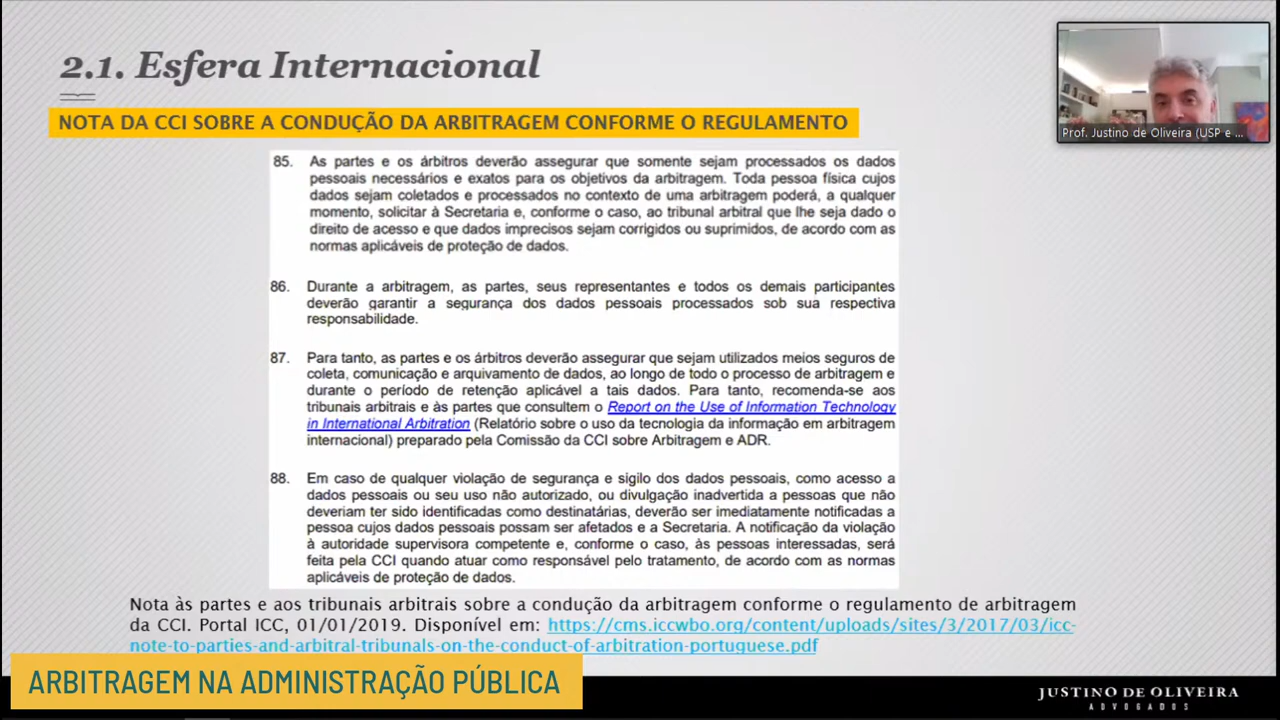 2.1. Esfera Internacional
NOTA DA CCI SOBRE A CONDUÇÃO DA ARBITRAGEM CONFORME O REGULAMENTO
Prof. Justino de Oliveira (USP e ...
85. As partes e os árbitros deverão assegurar que somente sejam processados os dados
pessoais necessários e exatos para os objetivos da arbitragem. Toda pessoa física cujos
dados sejam coletados e processados no contexto de uma arbitragem poderá, a qualquer
momento, solicitar à Secretaria e, conforme o caso, ao tribunal arbitral que lhe seja dado o
direito de acesso e que dados imprecisos sejam corrigidos ou suprimidos, de acordo com as
normas aplicáveis de proteção de dados.
86. Durante a arbitragem, as partes, seus representantes e todos os demais participantes
deverão garantir a segurança dos dados pessoais processados sob sua respectiva
responsabilidade.
87. Para tanto, as partes e os árbitros deverão assegurar que sejam utilizados meios seguros de
coleta, comunicação e arquivamento de dados, ao longo de todo o processo de arbitragem e
durante o período de retenção aplicável a tais dados. Para tanto, recomenda-se aos
tribunais arbitrais e às partes que consultem o Report on the Use of Information Technology
in International Arbitration (Relatório sobre o uso da tecnologia da informação em arbitragem
internacional) preparado pela Comissão da CCI sobre Arbitragem e ADR.
88. Em caso de qualquer violação de segurança e sigilo dos dados pessoais, como acesso a
dados pessoais ou seu uso não autorizado, ou divulgação inadvertida a pessoas que não
deveriam ter sido identificadas como destinatárias, deverão ser imediatamente notificadas a
pessoa cujos dados pessoais possam ser afetados e a Secretaria. A notificação da violação
à autoridade supervisora competente e, conforme o caso, às pessoas interessadas, será
feita pela CCI quando atuar como responsável pelo tratamento, de acordo com as normas
aplicáveis de proteção de dados.
Nota às partes e aos tribunais arbitrais sobre a condução da arbitragem conforme o regulamento de arbitragem
da CCI. Portal ICC, 01/01/2019. Disponível em: https://cms.iccwbo.org/content/uploads/sites/3/2017/03/icc-
note-to-parties-and-arbitral-tribunals-on-the-conduct-of-arbitration-portuguese.pdf
ARBITRAGEM NA ADMINISTRAÇÃO PÚBLICA
JUSTINO DE OLIVEIRA
ADVOGADOS